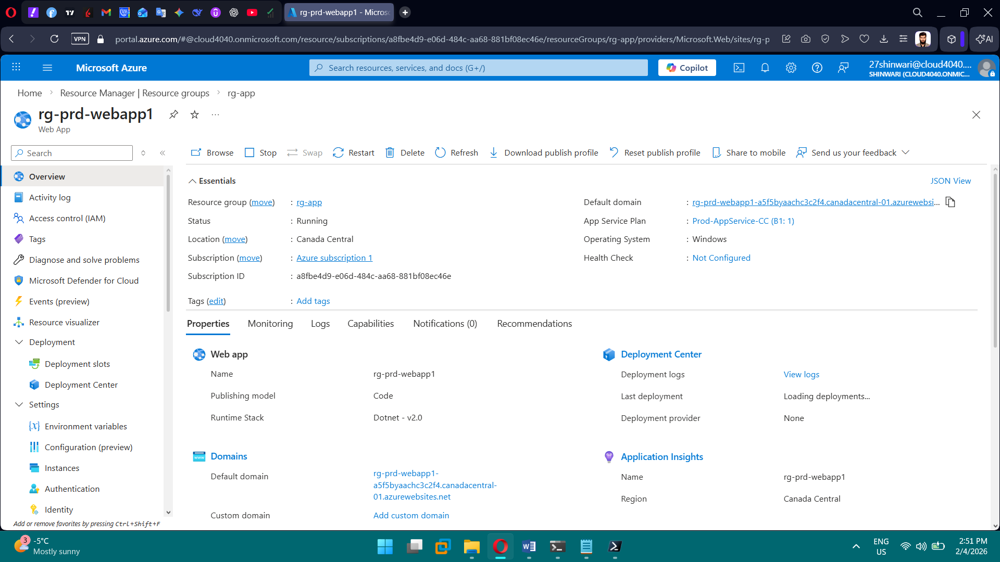 rg-prd-webapp1 - Micros
VPN
portal.azure.com/#@cloud4040.onmicrosoft.com/resource/subscriptions/a8fbe4d9-e06d-484c-aa68-881bf08ec46e/resourceGroups/rg-app/providers/Microsoft.Web/sites/rg-p
AI
Microsoft Azure
Search resources, services, and docs (G+/)
Copilot
27shinwari@cloud4040....
SHINWARI (CLOUD4040.ONMIC...
Home > Resource Manager | Resource groups > rg-app
rg-prd-webapp1
Web App
Search
Browse
Stop
Swap
Restart
Delete
Refresh
Download publish profile
Reset publish profile
Share to mobile
Send us your feedback
Overview
Activity log
Access control (IAM)
Tags
Diagnose and solve problems
Microsoft Defender for Cloud
Events (preview)
Resource visualizer
Deployment
Deployment slots
Deployment Center
Settings
Environment variables
Configuration (preview)
Instances
Authentication
Identity
Add or remove favorites by pressing Ctrl+Shift+F
Essentials
JSON View
Resource group (move) : rg-app
Status : Running
Location (move) : Canada Central
Subscription (move) : Azure subscription 1
Subscription ID : a8fbe4d9-e06d-484c-aa68-881bf08ec46e
Tags (edit) : Add tags
Default domain : rg-prd-webapp1-a5f5byaachc3c2f4.canadacentral-01.azurewebsi...
App Service Plan : Prod-AppService-CC (B1: 1)
Operating System : Windows
Health Check : Not Configured
Properties
Monitoring
Logs
Capabilities
Notifications (0)
Recommendations
Web app
Name rg-prd-webapp1
Publishing model Code
Runtime Stack Dotnet - v2.0
Domains
Default domain rg-prd-webapp1-
a5f5byaachc3c2f4.canadacentral-
01.azurewebsites.net
Custom domain Add custom domain
Deployment Center
Deployment logs View logs
Last deployment Loading deployments...
Deployment provider None
Application Insights
Name rg-prd-webapp1
Region Canada Central
3
-5°C
Mostly sunny
ENG
US
2:51 PM
2/4/2026